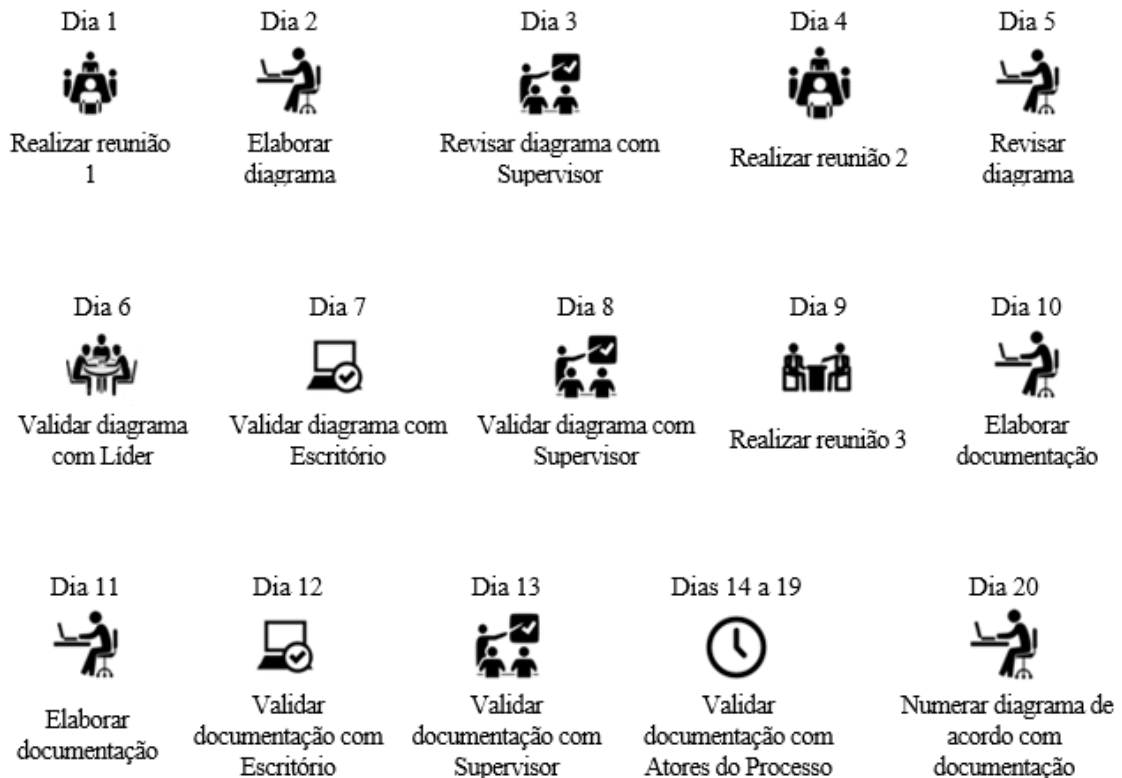 Dia 1
Realizar reunião
1
Dia 2
Elaborar
diagrama
Dia 3
Revisar diagrama com
Supervisor
Dia 4
Realizar reunião 2
Dia 5
Revisar
diagrama
Dia 6
Validar diagrama
com Líder
Dia 7
Validar diagrama com
Escritório
Dia 8
Validar diagrama com
Supervisor
Dia 9
Realizar reunião 3
Dia 10
Elaborar
documentação
Dia 11
Elaborar
documentação
Dia 12
Validar
documentação com
Escritório
Dia 13
Validar
documentação com
Supervisor
Dias 14 a 19
Validar
documentação com
Atores do Processo
Dia 20
Numerar diagrama de
acordo com
documentação